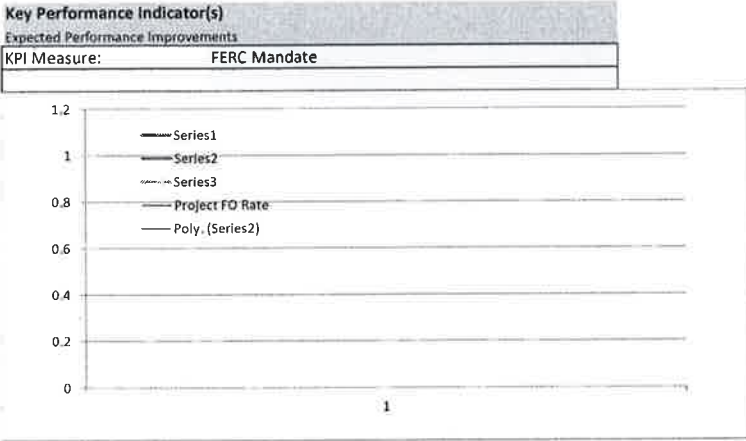 Key Performance Indicator(s)
Expected Performance Improvements
KPI Measure: FERC Mandate
1.2
Series1
1
Series2
Series3
0.8
Project FO Rate
Poly. (Series2)
0.6
0.4
0.2
0
1